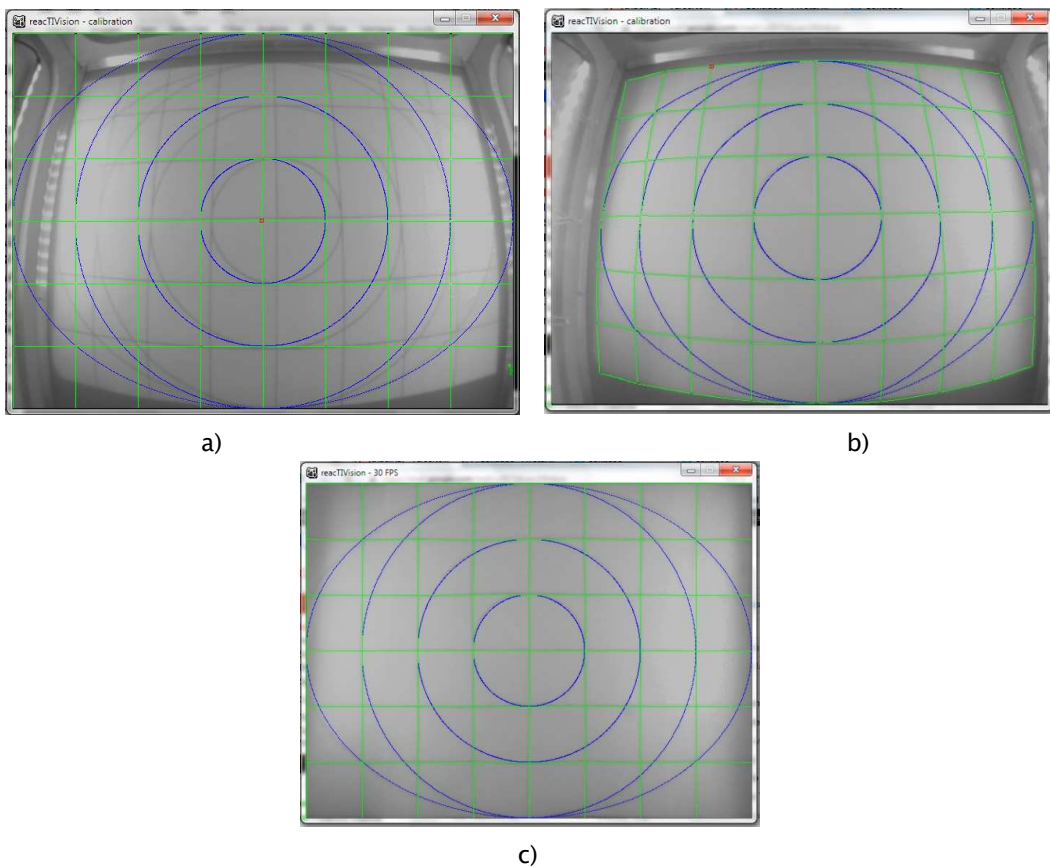 reacTIVision - calibration
reacTIVision - calibration
a)
b)
reacTIVision - 30 FPS
c)